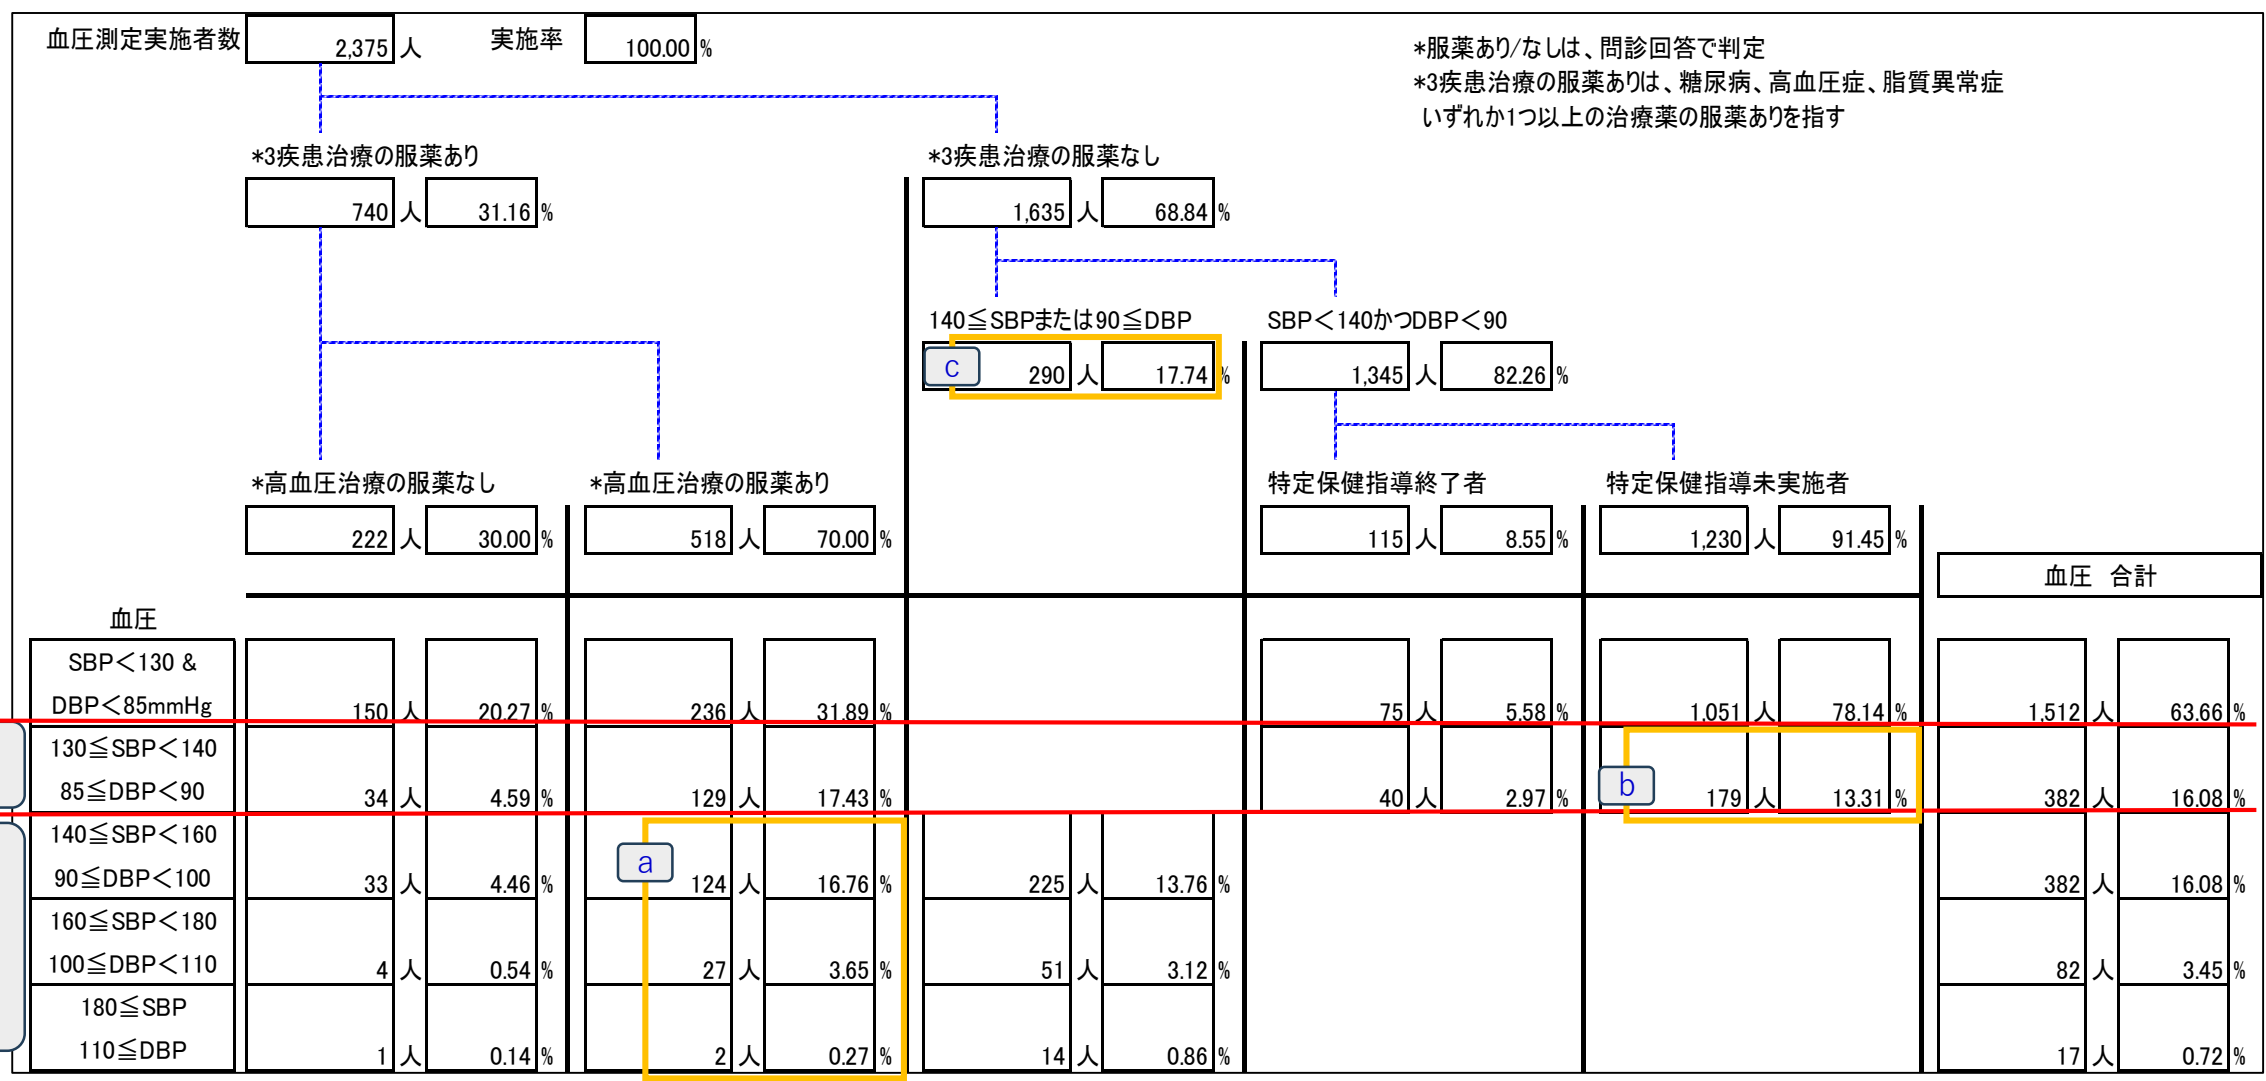 血圧測定実施者数 2,375 人 実施率 100.00 %
*服薬あり/なしは、問診回答で判定
*3疾患治療の服薬ありは、糖尿病、高血圧症、脂質異常症
いずれか1つ以上の治療薬の服薬ありを指す
*3疾患治療の服薬あり *3疾患治療の服薬なし
740 人 31.16 % 1,635 人 68.84 %
140≦SBPまたは90≦DBP SBP＜140かつDBP＜90
c 290 人 17.74 % 1,345 人 82.26 %
*高血圧治療の服薬なし *高血圧治療の服薬あり 特定保健指導終了者 特定保健指導未実施者
222 人 30.00 % 518 人 70.00 % 115 人 8.55 % 1,230 人 91.45 %
血圧 合計
血圧
SBP＜130 &
DBP＜85mmHg 150 人 20.27 % 236 人 31.89 % 75 人 5.58 % 1,051 人 78.14 % 1,512 人 63.66 %
130≦SBP＜140
85≦DBP＜90 34 人 4.59 % 129 人 17.43 % 40 人 2.97 % b 179 人 13.31 % 382 人 16.08 %
140≦SBP＜160
90≦DBP＜100 33 人 4.46 % a 124 人 16.76 % 225 人 13.76 % 382 人 16.08 %
160≦SBP＜180
100≦DBP＜110 4 人 0.54 % 27 人 3.65 % 51 人 3.12 % 82 人 3.45 %
180≦SBP
110≦DBP 1 人 0.14 % 2 人 0.27 % 14 人 0.86 % 17 人 0.72 %